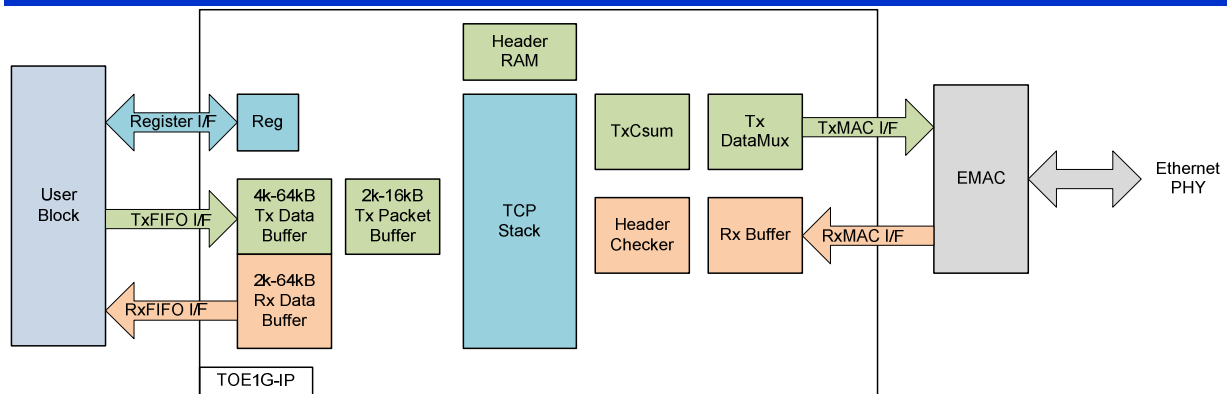 Header
RAM
User
Block
Register I/F
Reg
TxFIFO I/F
4k-64kB
Tx Data
Buffer
2k-16kB
Tx Packet
Buffer
RxFIFO I/F
2k-64kB
Rx Data
Buffer
TCP
Stack
TxCsum
Tx
DataMux
TxMAC I/F
Header
Checker
Rx Buffer
RxMAC I/F
EMAC
Ethernet
PHY
TOE1G-IP